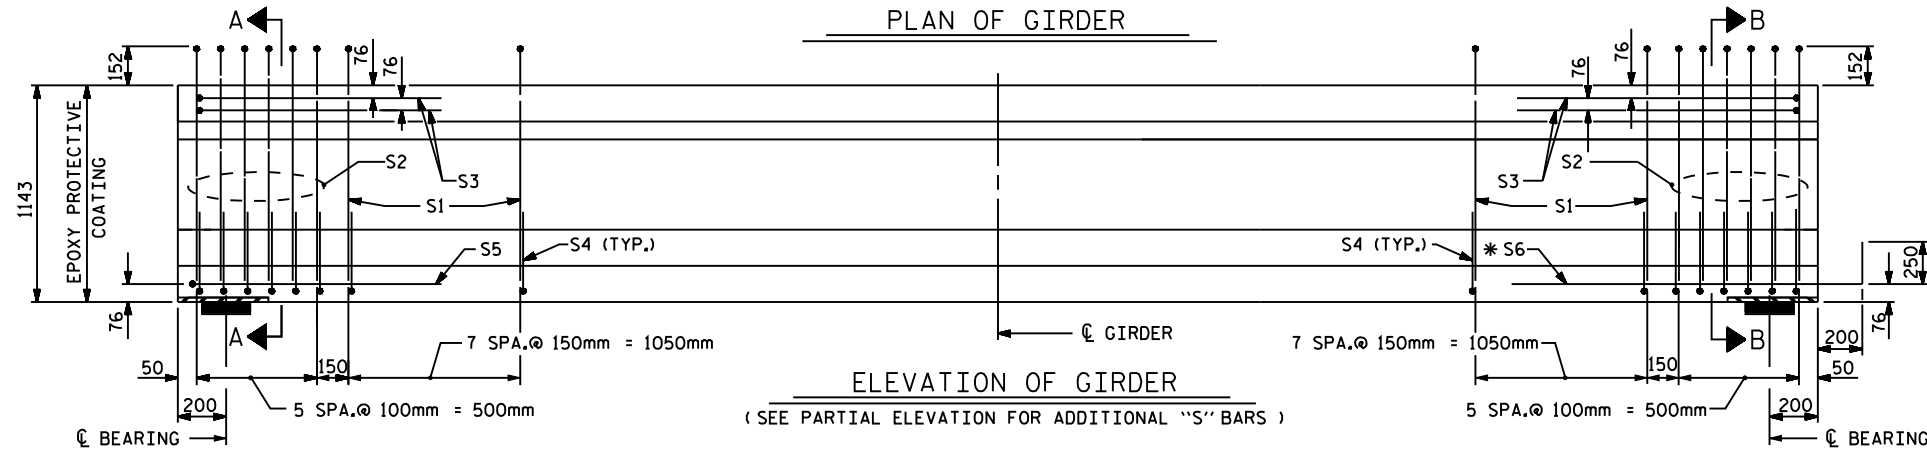 PLAN OF GIRDER
A
B
152
76
76
76
76
152
1143
EPOXY PROTECTIVE
COATING
S2
S3
S1
S2
S3
S1
S5
S4 (TYP.)
S4 (TYP.)
* S6
250
76
A
B
76
℄ GIRDER
7 SPA.@ 150mm = 1050mm
7 SPA.@ 150mm = 1050mm
200
50
150
150
50
ELEVATION OF GIRDER
200
5 SPA.@ 100mm = 500mm
5 SPA.@ 100mm = 500mm
200
( SEE PARTIAL ELEVATION FOR ADDITIONAL "S" BARS )
℄ BEARING
℄ BEARING